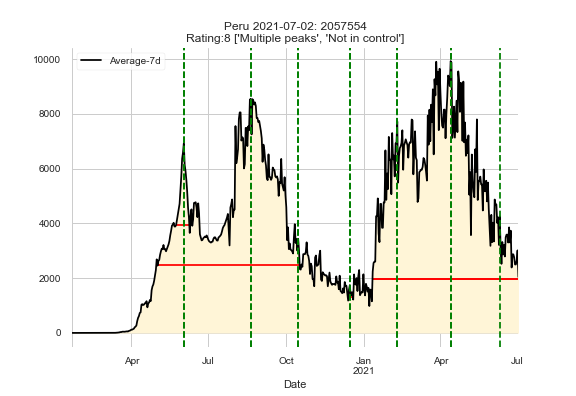 Peru 2021-07-02: 2057554
Rating:8 ['Multiple peaks', 'Not in control']
Average-7d
10000
8000
6000
4000
2000
0
Apr Jul Oct Jan Apr Jul
2021
Date